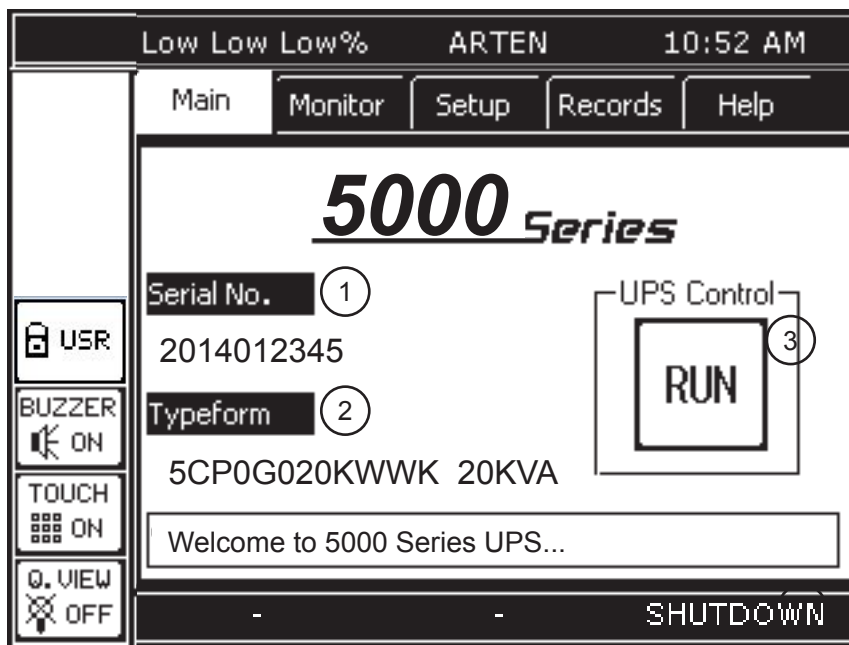 Low Low Low% ARTEN 10:52 AM
Main Monitor Setup Records Help
5000 Series
Serial No. 1
2014012345
UPS Control
3
RUN
Typeform 2
5CP0G020KWWK 20KVA
Welcome to 5000 Series UPS...
USR
BUZZER
ON
TOUCH
ON
Q. VIEW
OFF
- - SHUTDOWN